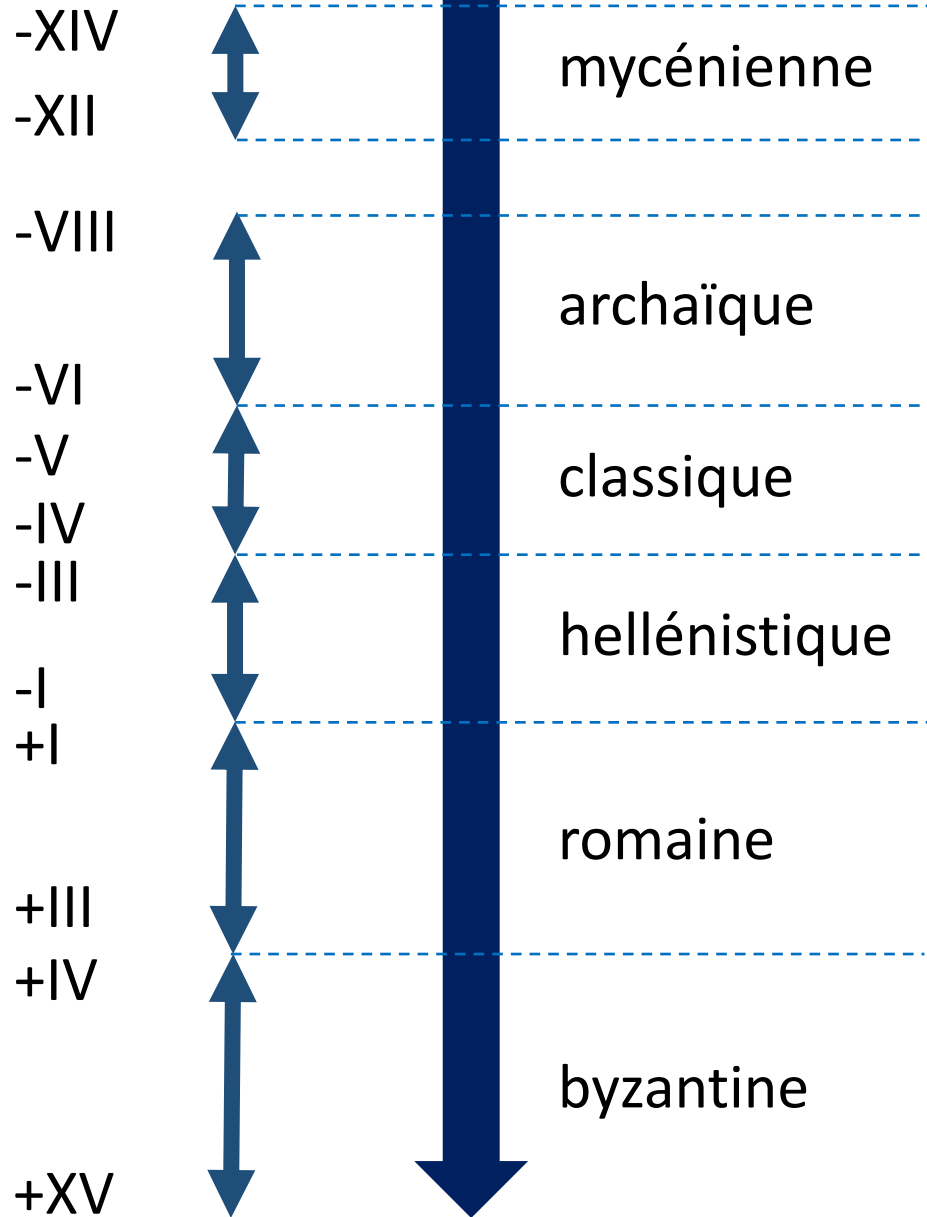 -XIV
mycénienne
-XII
-VIII
archaïque
-VI
-V
classique
-IV
-III
hellénistique
-I
+I
romaine
+III
+IV
byzantine
+XV